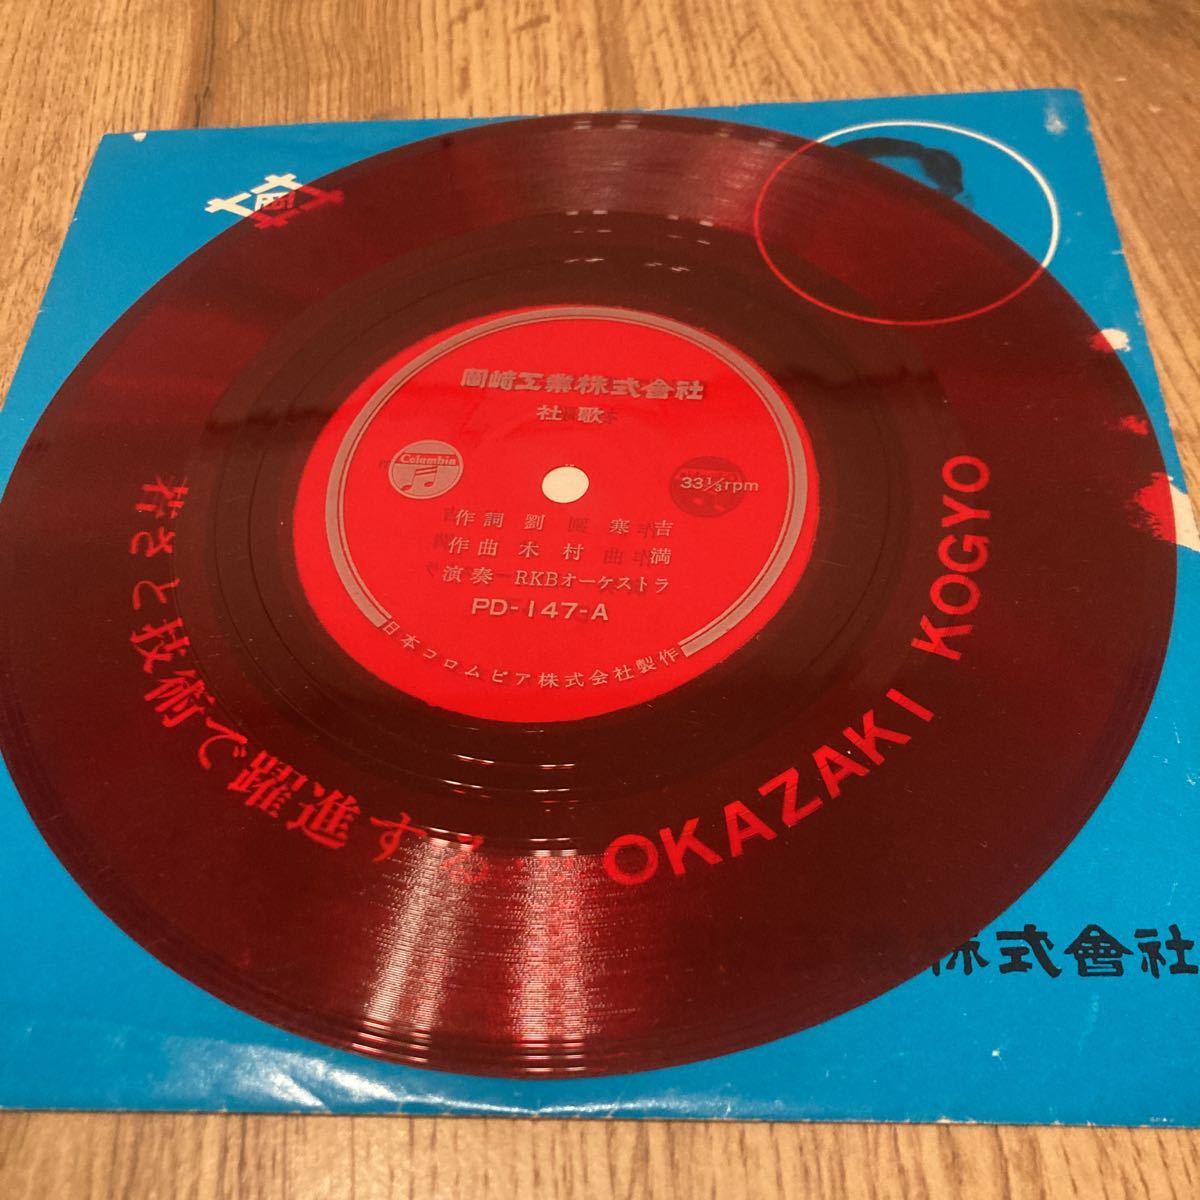 岡﨑工業株式會社
社歌
Columbia
33⅓rpm
作詞 劉 寒吉
作曲 木村 満
演奏 RKBオーケストラ
PD-147-A
日本コロムビア株式会社製作
若さと技術で躍進する
OKAZAKI KOGYO
株式會社